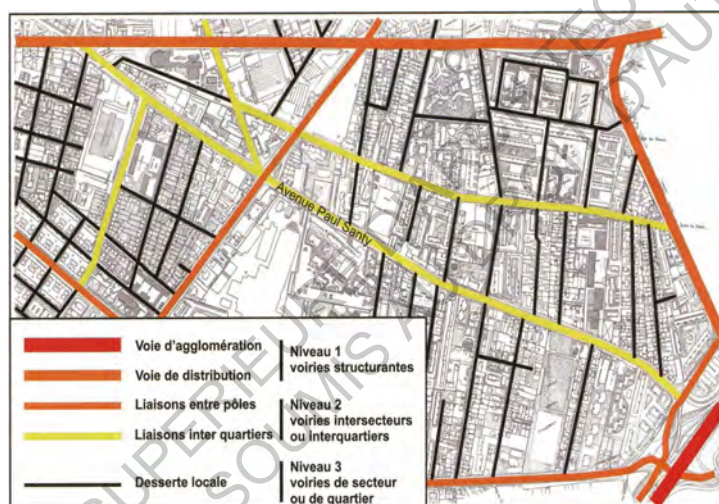 Avenue Paul Santy
Voie d'agglomération
Voie de distribution
Niveau 1
voiries structurantes
Liaisons entre pôles
Liaisons inter quartiers
Niveau 2
voiries intersecteurs
ou interquartiers
Desserte locale
Niveau 3
voiries de secteur
ou de quartier